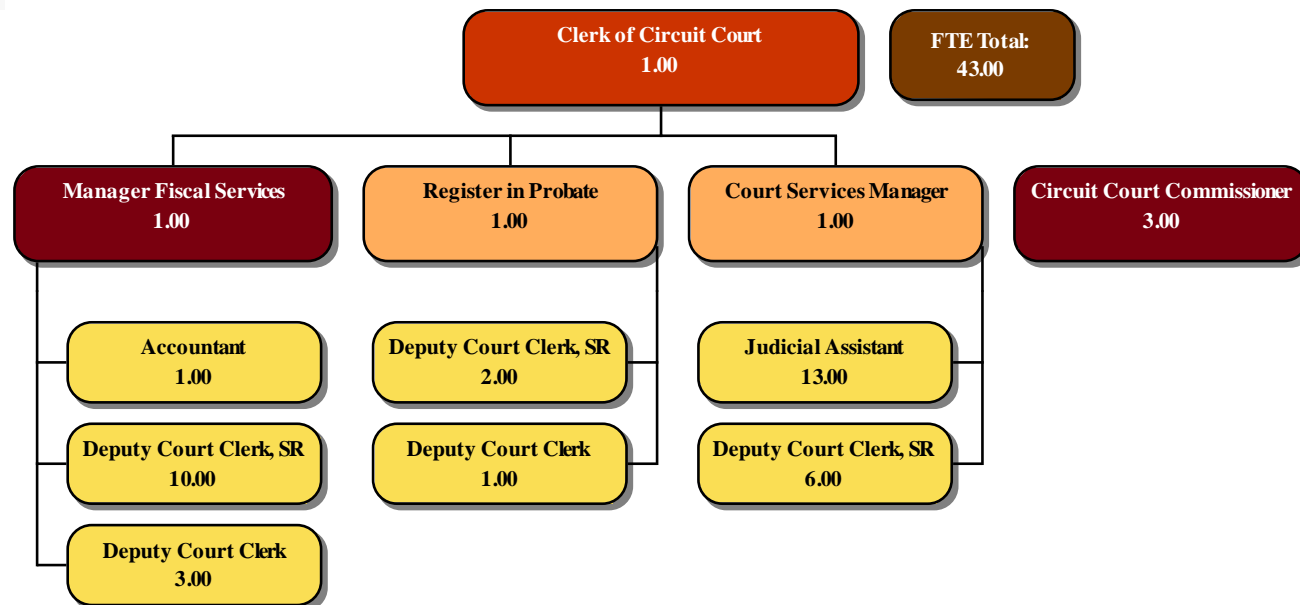 Clerk of Circuit Court
1.00
FTE Total:
43.00
Manager Fiscal Services
1.00
Register in Probate
1.00
Court Services Manager
1.00
Circuit Court Commissioner
3.00
Accountant
1.00
Deputy Court Clerk, SR
10.00
Deputy Court Clerk
3.00
Deputy Court Clerk, SR
2.00
Deputy Court Clerk
1.00
Judicial Assistant
13.00
Deputy Court Clerk, SR
6.00